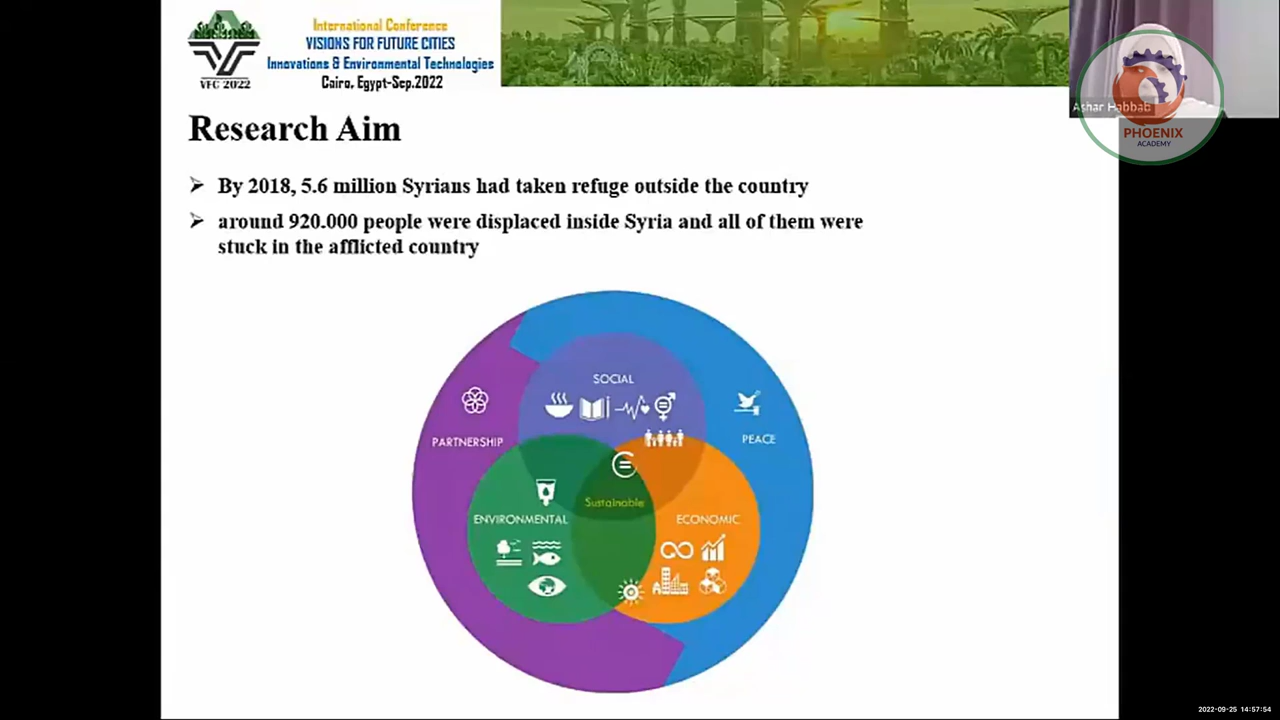 International Conference
VISIONS FOR FUTURE CITIES
Innovations & Environmental Technologies
Cairo, Egypt-Sep.2022
VFC 2022
Ashar Habbab
PHOENIX
ACADEMY
Research Aim
By 2018, 5.6 million Syrians had taken refuge outside the country
around 920.000 people were displaced inside Syria and all of them were
stuck in the afflicted country
SOCIAL
PARTNERSHIP
PEACE
Sustainable
ENVIRONMENTAL
ECONOMIC
2022-09-25 14:57:54